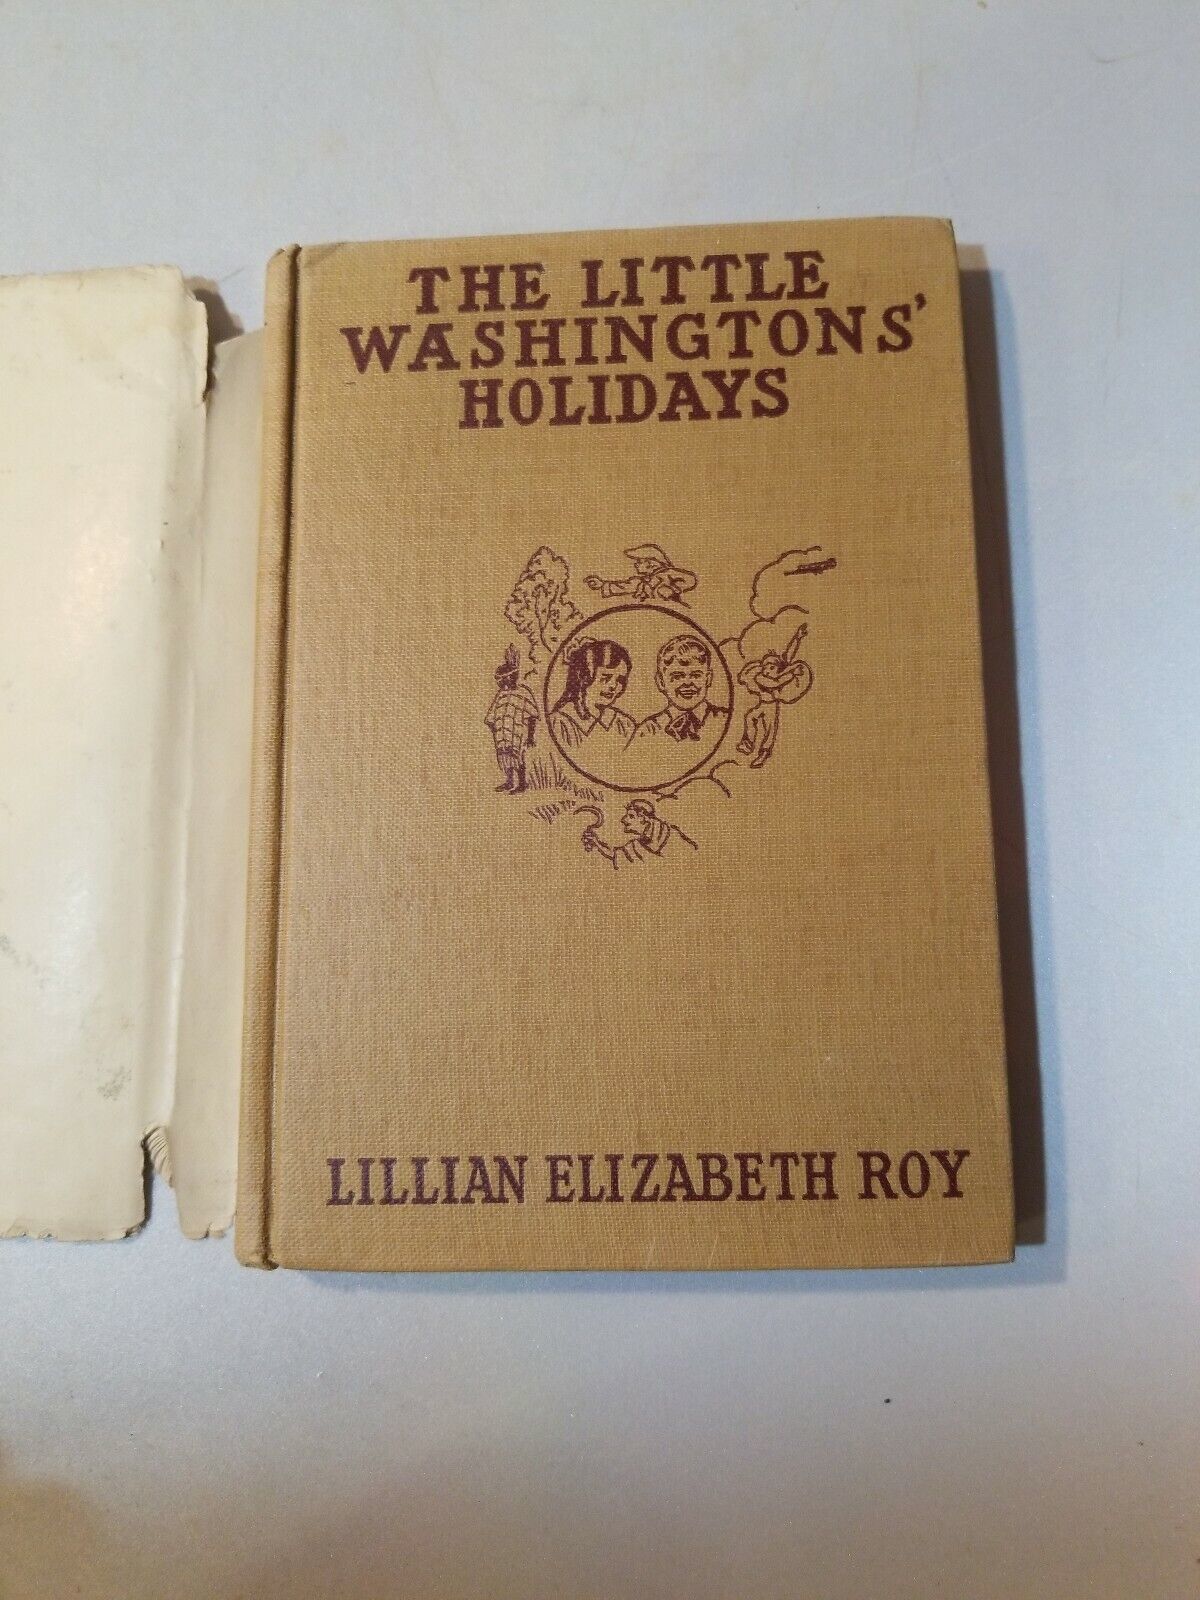 THE LITTLE
WASHINGTONS'
HOLIDAYS
LILLIAN ELIZABETH ROY